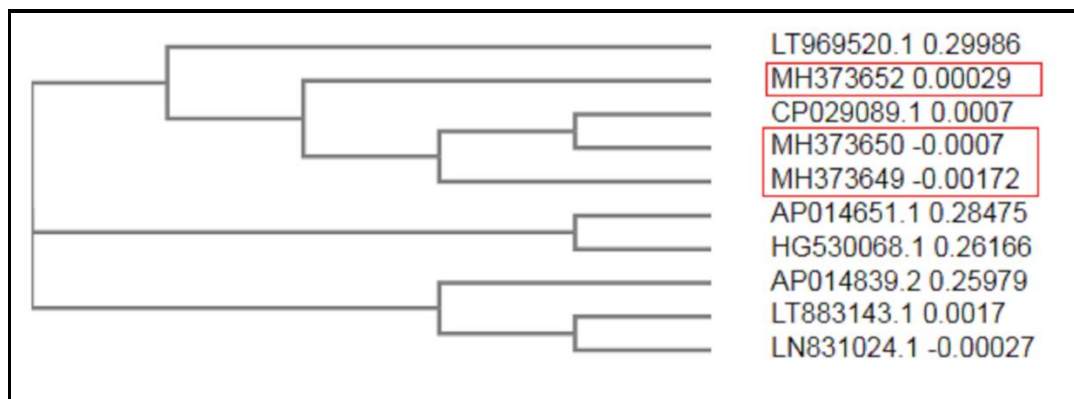 LT969520.1 0.29986
MH373652 0.00029
CP029089.1 0.0007
MH373650 -0.0007
MH373649 -0.00172
AP014651.1 0.28475
HG530068.1 0.26166
AP014839.2 0.25979
LT883143.1 0.0017
LN831024.1 -0.00027